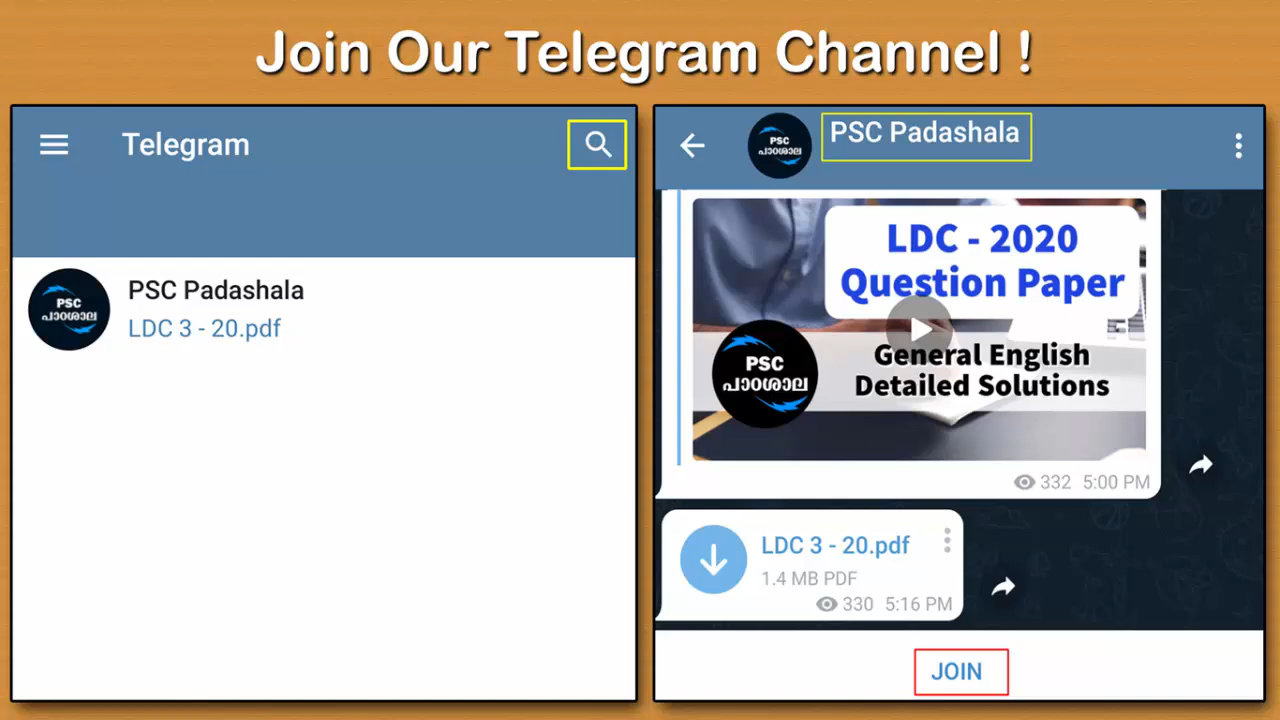 Join Our Telegram Channel !
Telegram
PSC
പാഠശാല
PSC Padashala
LDC 3 - 20.pdf
PSC
പാഠശാല
PSC Padashala
LDC - 2020
Question Paper
PSC
പാഠശാല
General English
Detailed Solutions
332 5:00 PM
LDC 3 - 20.pdf
1.4 MB PDF
330 5:16 PM
JOIN